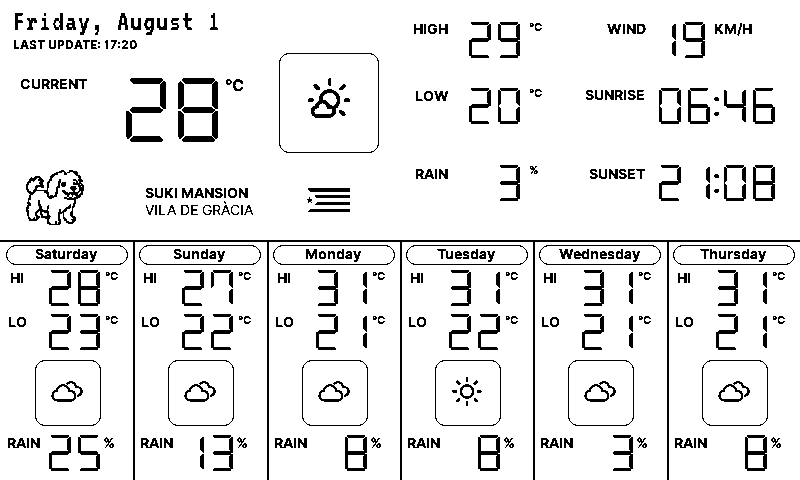 Friday, August 1
LAST UPDATE: 17:20
CURRENT 28 °C
HIGH 29 °C
WIND 19 KM/H
LOW 20 °C
SUNRISE 06:46
RAIN 3 %
SUNSET 21:08
SUKI MANSION
VILA DE GRÀCIA
Saturday
HI 28 °C
LO 23 °C
RAIN 25 %
Sunday
HI 27 °C
LO 22 °C
RAIN 13 %
Monday
HI 31 °C
LO 21 °C
RAIN 8 %
Tuesday
HI 31 °C
LO 22 °C
RAIN 8 %
Wednesday
HI 31 °C
LO 21 °C
RAIN 3 %
Thursday
HI 31 °C
LO 21 °C
RAIN 8 %